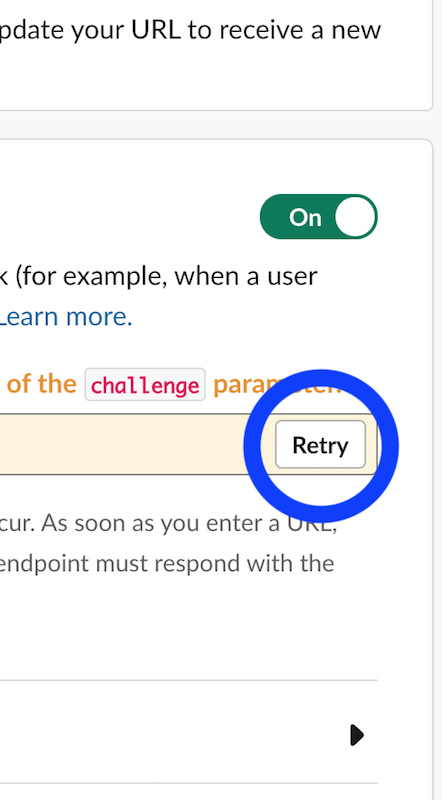 pdate your URL to receive a new
On
k (for example, when a user
Learn more.
of the challenge parameter.
Retry
cur. As soon as you enter a URL,
endpoint must respond with the